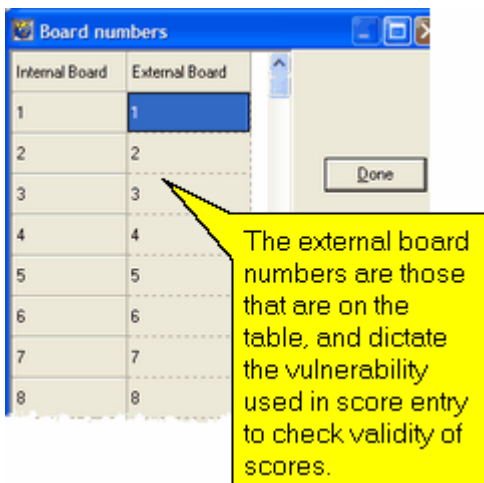 Board numbers
Internal Board External Board
1 1
2 2
3 3
Done
4 4
5 5
6 6
7 7
8 8
The external board
numbers are those
that are on the
table, and dictate
the vulnerability
used in score entry
to check validity of
scores.